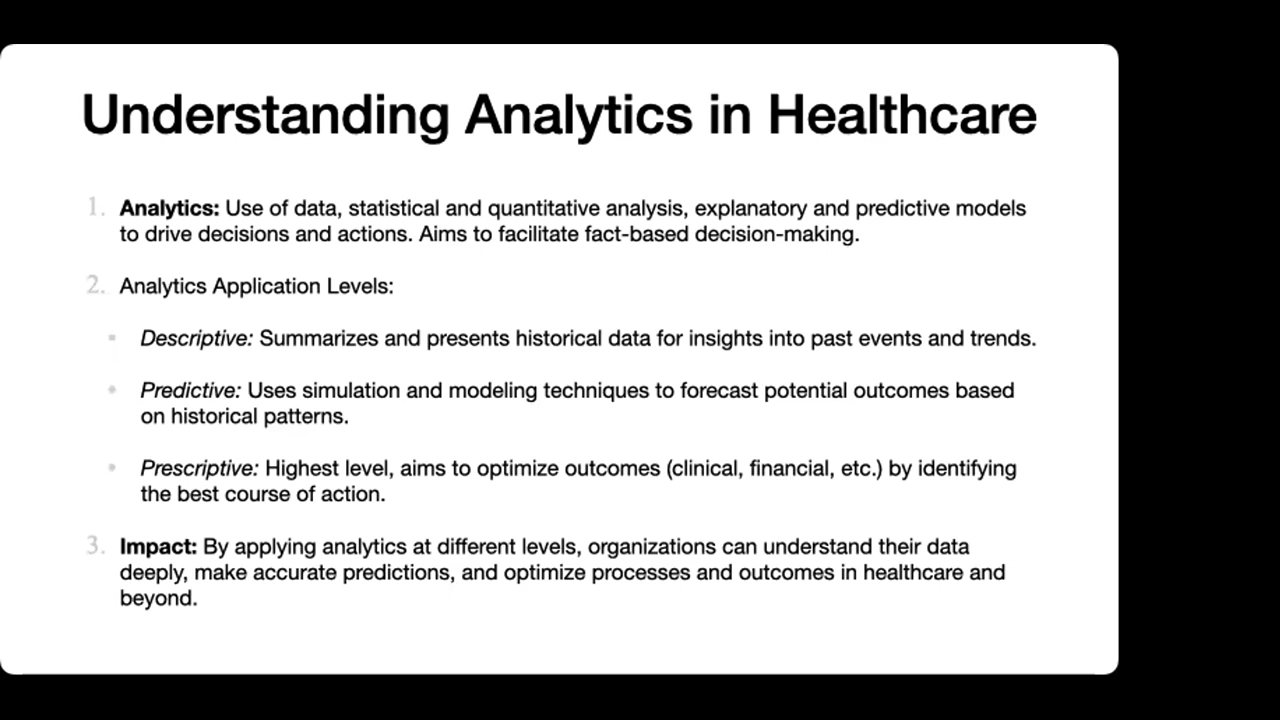 Understanding Analytics in Healthcare
1. Analytics: Use of data, statistical and quantitative analysis, explanatory and predictive models
to drive decisions and actions. Aims to facilitate fact-based decision-making.
2. Analytics Application Levels:
• Descriptive: Summarizes and presents historical data for insights into past events and trends.
• Predictive: Uses simulation and modeling techniques to forecast potential outcomes based
on historical patterns.
• Prescriptive: Highest level, aims to optimize outcomes (clinical, financial, etc.) by identifying
the best course of action.
3. Impact: By applying analytics at different levels, organizations can understand their data
deeply, make accurate predictions, and optimize processes and outcomes in healthcare and
beyond.